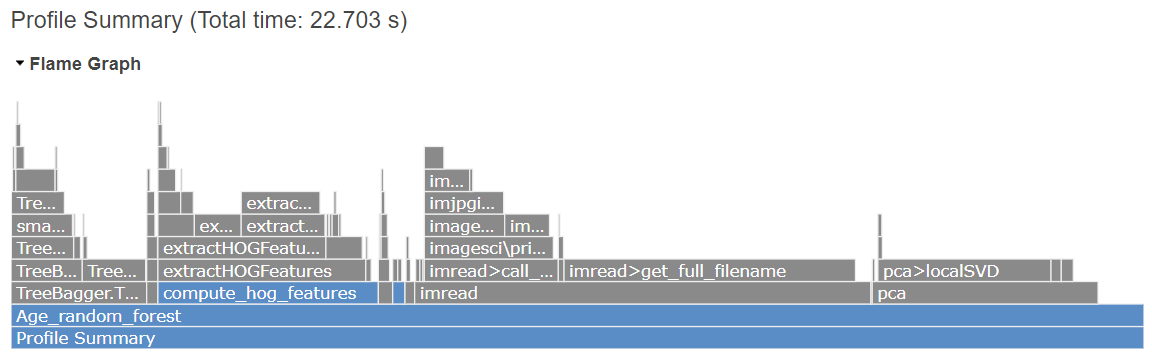 Profile Summary (Total time: 22.703 s)
Flame Graph
im...
Tre... extrac... imjpgi...
sma... ex... extract... image... im...
Tree... extractHOGFeatu... imagesci\pri...
TreeB... Tree... extractHOGFeatures imread>call_... imread>get_full_filename pca>localSVD
TreeBagger.T... compute_hog_features imread pca
Age_random_forest
Profile Summary